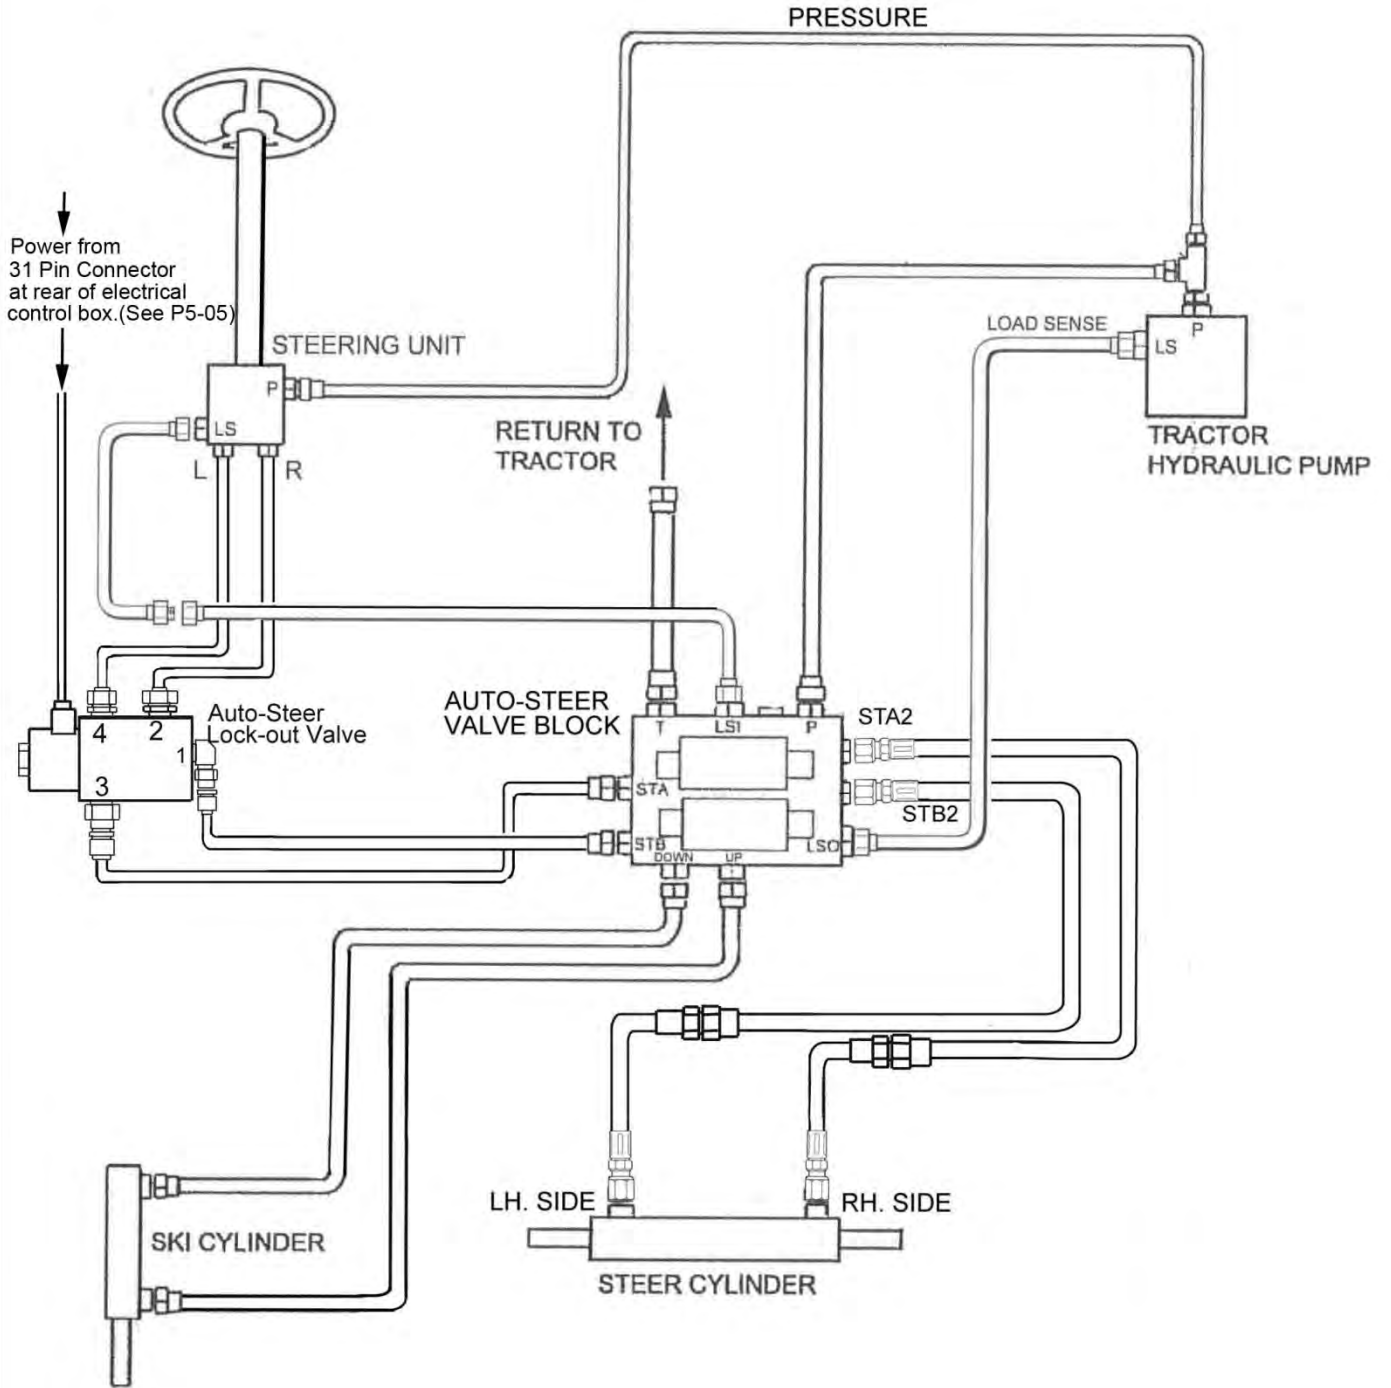 PRESSURE
Power from
31 Pin Connector
at rear of electrical
control box.(See P5-05)
STEERING UNIT
P
LS
L
R
LOAD SENSE
P
LS
TRACTOR
HYDRAULIC PUMP
RETURN TO
TRACTOR
AUTO-STEER
VALVE BLOCK
Auto-Steer
Lock-out Valve
4
2
1
3
T
LSI
P
STA2
STA
STB2
STB
LSO
DOWN
UP
LH. SIDE
RH. SIDE
SKI CYLINDER
STEER CYLINDER